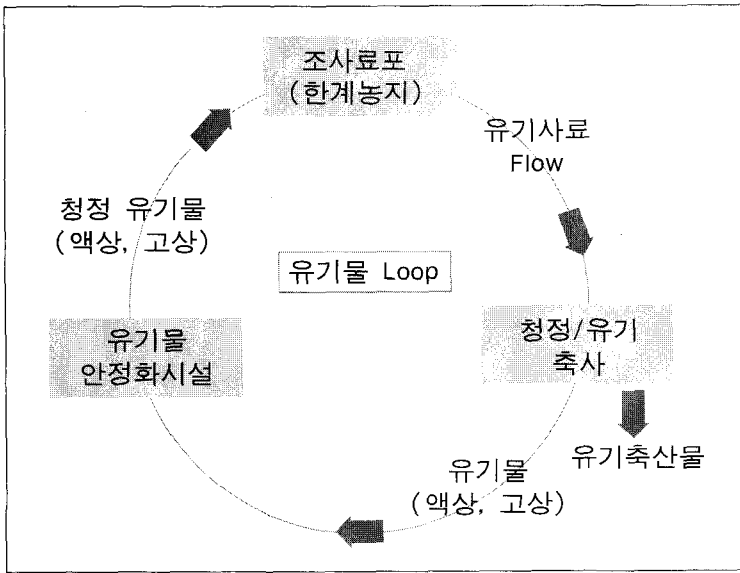 조사료포
(한계농지)
유기사료
Flow
청정 유기물
(액상, 고상)
유기물 Loop
청정/유기
축사
유기물
안정화시설
유기축산물
유기물
(액상, 고상)